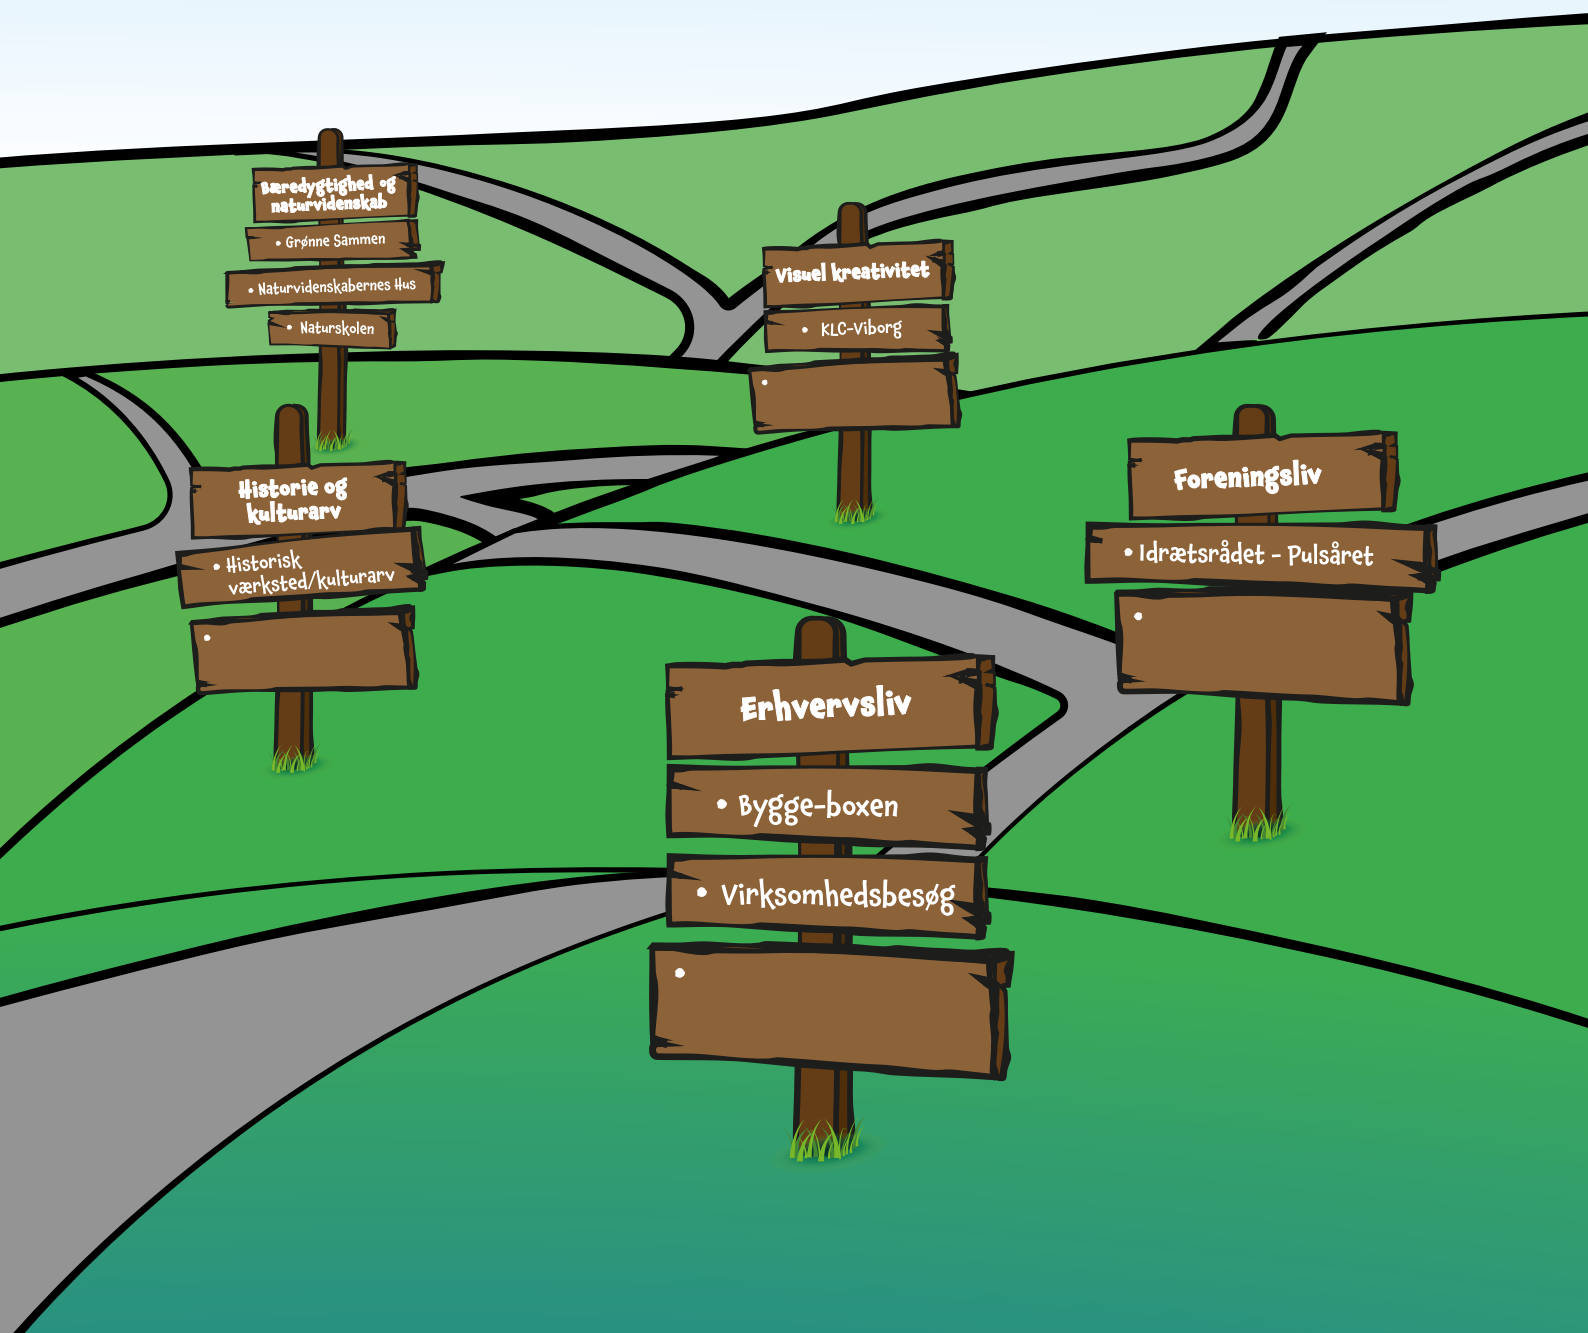 Bæredygtighed og
naturvidenskab
• Grønne Sammen
• Naturvidenskabernes Hus
• Naturskolen
Visuel kreativitet
• KLC-Viborg
•
Historie og
kulturarv
• Historisk
værksted/kulturarv
•
Foreningsliv
• Idrætsrådet - Pulsåret
•
Erhvervsliv
• Bygge-boxen
• Virksomhedsbesøg
•